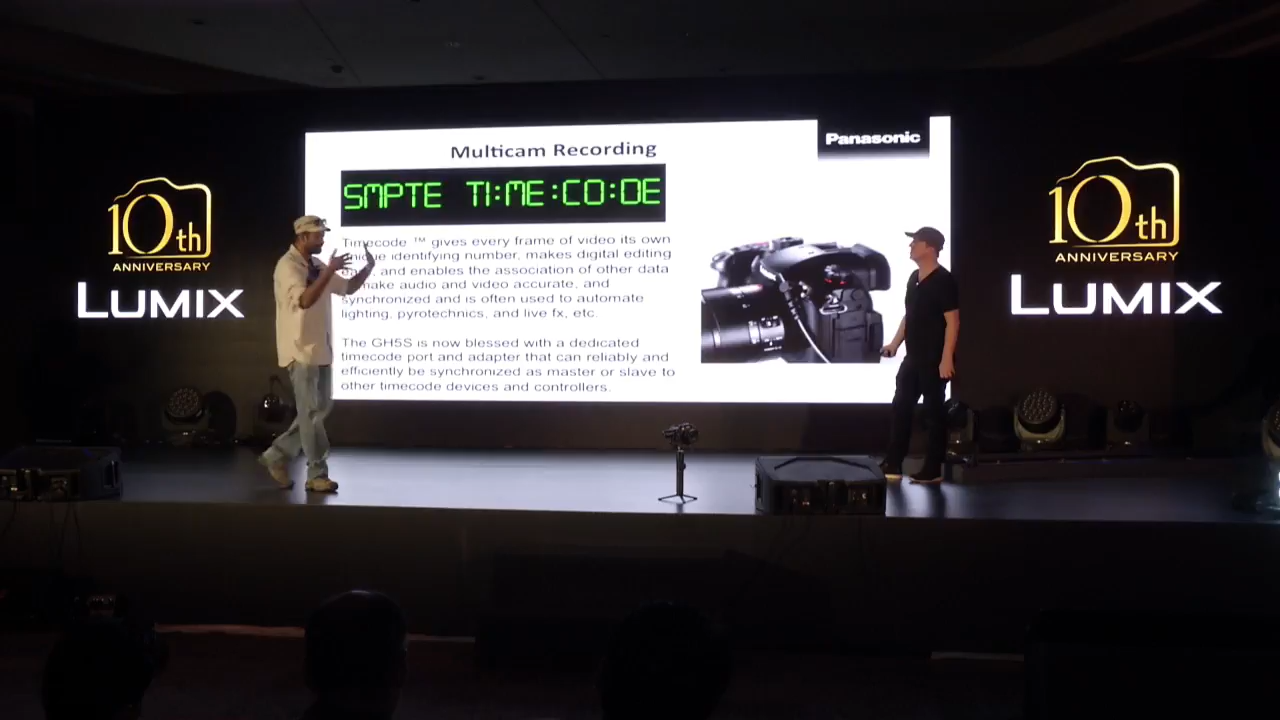 Multicam Recording
Panasonic
SMPTE TI:ME:CO:DE
Timecode ™ gives every frame of video its own
unique identifying number, makes digital editing
and enables the association of other data
make audio and video accurate, and
synchronized and is often used to automate
lighting, pyrotechnics, and live fx, etc.
The GH5S is now blessed with a dedicated
timecode port and adapter that can reliably and
efficiently be synchronized as master or slave to
other timecode devices and controllers.
10th
ANNIVERSARY
LUMIX
10th
ANNIVERSARY
LUMIX